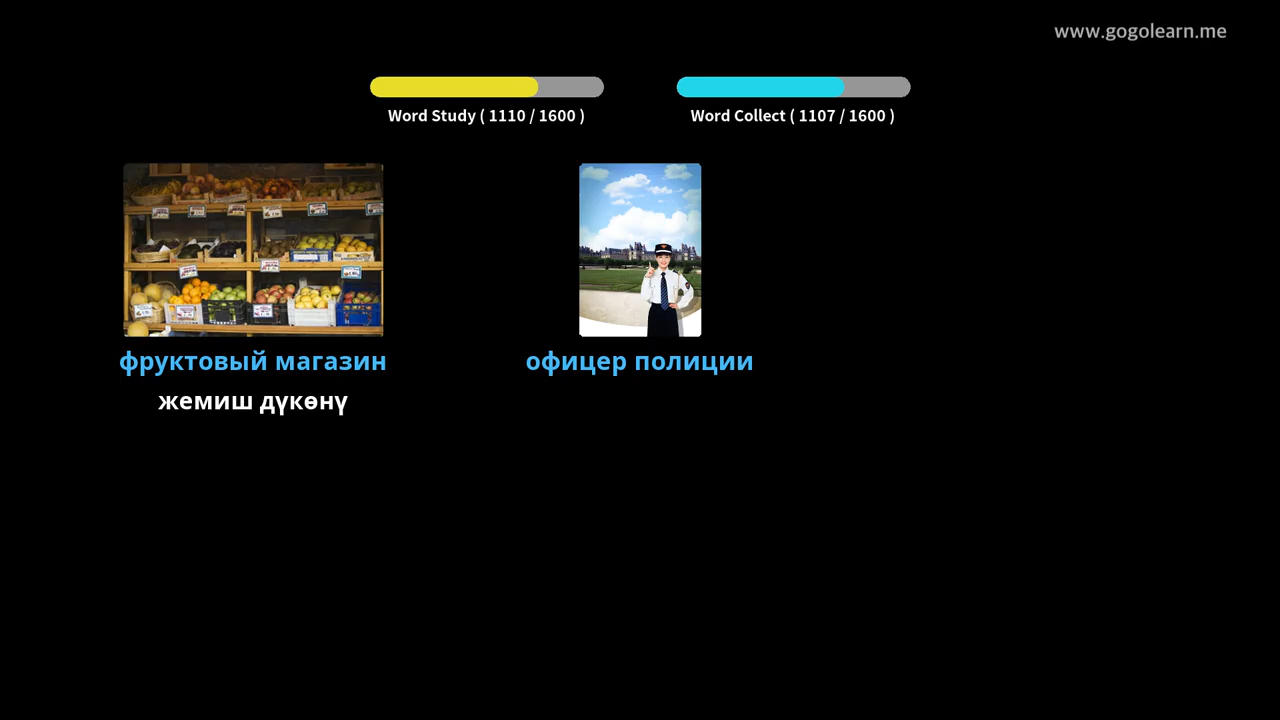 www.gogolearn.me
Word Study ( 1110 / 1600 )
Word Collect ( 1107 / 1600 )
фруктовый магазин
жемиш дүкөнү
офицер полиции